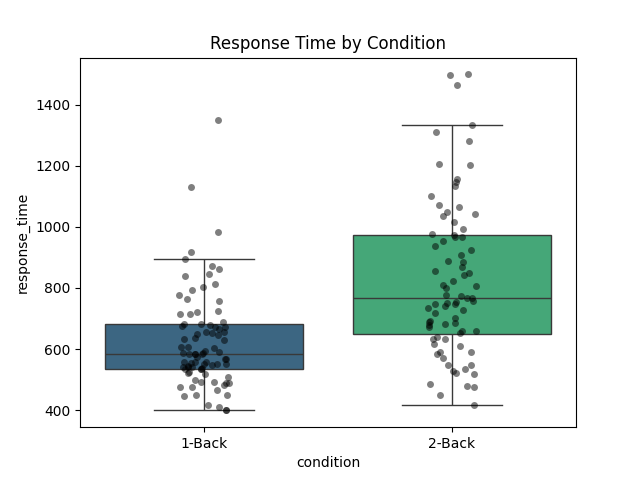 Response Time by Condition
1400
1200
1000
800
600
400
response_time
1-Back
2-Back
condition